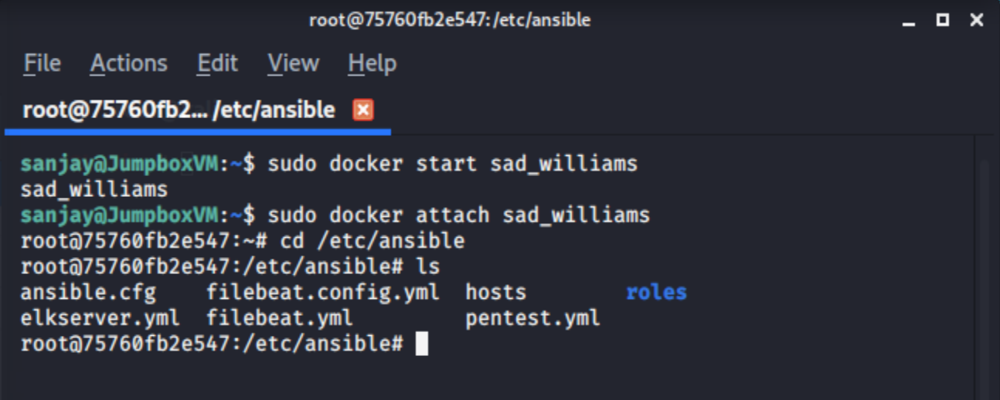 root@75760fb2e547:/etc/ansible
File Actions Edit View Help
root@75760fb2... /etc/ansible
sanjay@JumpboxVM:~$ sudo docker start sad_williams
sad_williams
sanjay@JumpboxVM:~$ sudo docker attach sad_williams
root@75760fb2e547:~# cd /etc/ansible
root@75760fb2e547:/etc/ansible# ls
ansible.cfg    filebeat.config.yml  hosts        roles
elkserver.yml  filebeat.yml         pentest.yml
root@75760fb2e547:/etc/ansible#